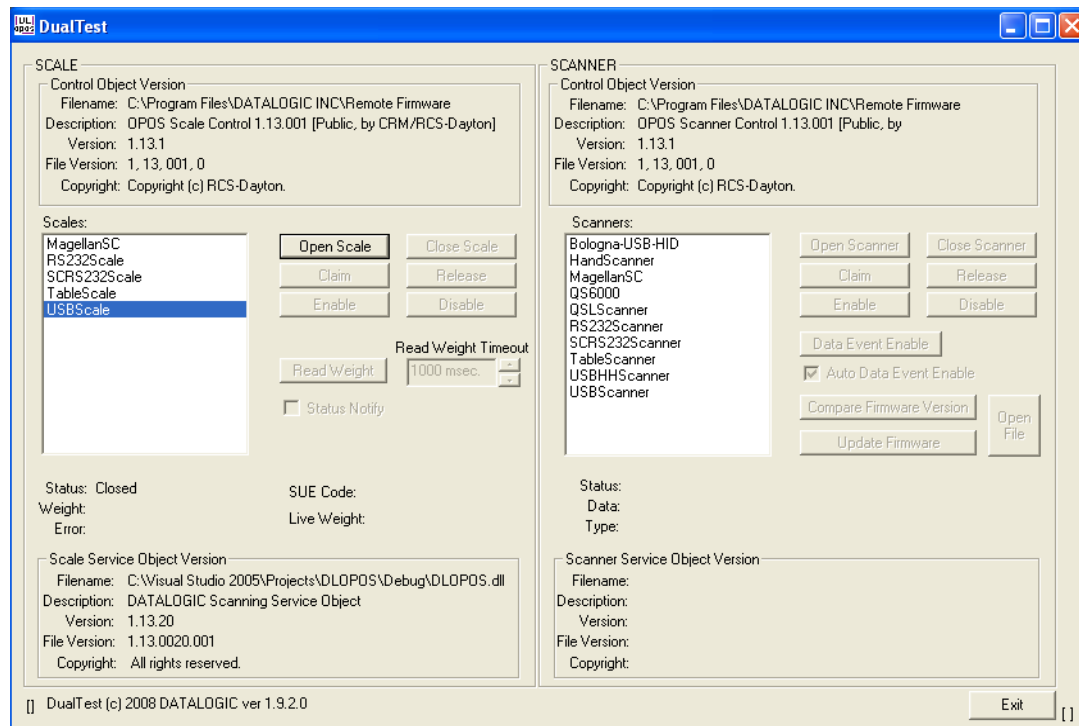 UL
opos
DualTest
SCALE
Control Object Version
Filename: C:\Program Files\DATALOGIC INC\Remote Firmware
Description: OPOS Scale Control 1.13.001 [Public, by CRM/RCS-Dayton]
Version: 1.13.1
File Version: 1, 13, 001, 0
Copyright: Copyright (c) RCS-Dayton.
Scales:
MagellanSC
RS232Scale
SCRS232Scale
TableScale
USBScale
Open Scale
Close Scale
Claim
Release
Enable
Disable
Read Weight Timeout
Read Weight
1000 msec.
Status Notify
Status: Closed
Weight:
Error:
SUE Code:
Live Weight:
Scale Service Object Version
Filename: C:\Visual Studio 2005\Projects\DLOPOS\Debug\DLOPOS.dll
Description: DATALOGIC Scanning Service Object
Version: 1.13.20
File Version: 1.13.0020.001
Copyright: All rights reserved.
SCANNER
Control Object Version
Filename: C:\Program Files\DATALOGIC INC\Remote Firmware
Description: OPOS Scanner Control 1.13.001 [Public, by
Version: 1.13.1
File Version: 1, 13, 001, 0
Copyright: Copyright (c) RCS-Dayton.
Scanners:
Bologna-USB-HID
HandScanner
MagellanSC
QS6000
QSLScanner
RS232Scanner
SCRS232Scanner
TableScanner
USBHHScanner
USBScanner
Open Scanner
Close Scanner
Claim
Release
Enable
Disable
Data Event Enable
Auto Data Event Enable
Compare Firmware Version
Update Firmware
Open
File
Status:
Data:
Type:
Scanner Service Object Version
Filename:
Description:
Version:
File Version:
Copyright:
[] DualTest (c) 2008 DATALOGIC ver 1.9.2.0
Exit
[ ]